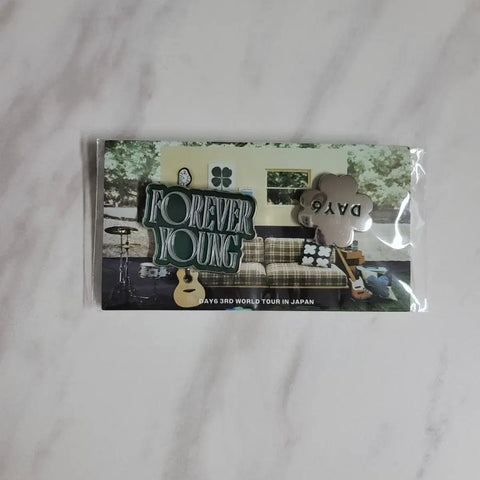 FOREVER
YOUNG
DAY6
DAY6 3RD WORLD TOUR IN JAPAN